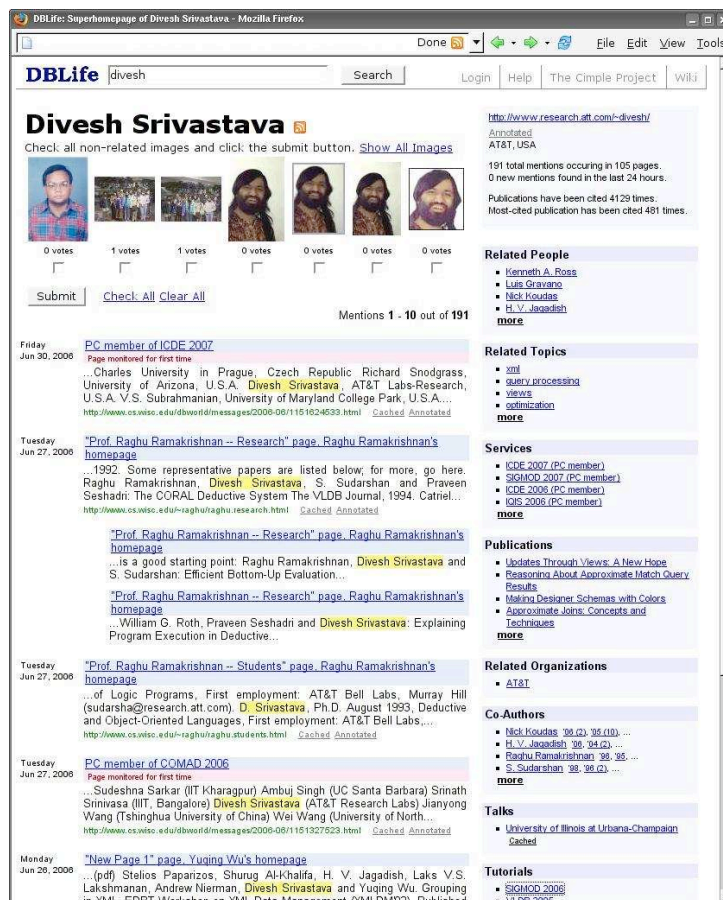 DBLife: Superhomepage of Divesh Srivastava - Mozilla Firefox
Done
File Edit View Tools
DBLife divesh Search Login Help The Cimple Project Wiki
Divesh Srivastava
Check all non-related images and click the submit button. Show All Images
0 votes 1 votes 1 votes 0 votes 0 votes 0 votes 0 votes
Submit Check All Clear All
Mentions 1 - 10 out of 191
Friday
Jun 30, 2006
PC member of ICDE 2007
Page monitored for first time
...Charles University in Prague, Czech Republic Richard Snodgrass,
University of Arizona, U.S.A. Divesh Srivastava, AT&T Labs-Research,
U.S.A. V.S. Subrahmanian, University of Maryland College Park, U.S.A....
http://www.cs.wisc.edu/dbworld/messages/2006-06/1151624533.html Cached Annotated
Tuesday
Jun 27, 2006
"Prof. Raghu Ramakrishnan -- Research" page, Raghu Ramakrishnan's
homepage
...1992. Some representative papers are listed below; for more, go here.
Raghu Ramakrishnan, Divesh Srivastava, S. Sudarshan and Praveen
Seshadri: The CORAL Deductive System The VLDB Journal, 1994. Catriel...
http://www.cs.wisc.edu/~raghu/raghu.research.html Cached Annotated
"Prof. Raghu Ramakrishnan -- Research" page, Raghu Ramakrishnan's
homepage
...is a good starting point: Raghu Ramakrishnan, Divesh Srivastava and
S. Sudarshan: Efficient Bottom-Up Evaluation...
"Prof. Raghu Ramakrishnan -- Research" page, Raghu Ramakrishnan's
homepage
...William G. Roth, Praveen Seshadri and Divesh Srivastava: Explaining
Program Execution in Deductive...
Tuesday
Jun 27, 2006
"Prof. Raghu Ramakrishnan -- Students" page, Raghu Ramakrishnan's
homepage
...of Logic Programs, First employment: AT&T Bell Labs, Murray Hill
(sudarsha@research.att.com). D. Srivastava, Ph.D. August 1993, Deductive
and Object-Oriented Languages, First employment: AT&T Bell Labs,...
http://www.cs.wisc.edu/~raghu/raghu.students.html Cached Annotated
Tuesday
Jun 27, 2006
PC member of COMAD 2006
Page monitored for first time
...Sudeshna Sarkar (IIT Kharagpur) Ambuj Singh (UC Santa Barbara) Srinath
Srinivasa (IIIT, Bangalore) Divesh Srivastava (AT&T Research Labs) Jianyong
Wang (Tshinghua University of China) Wei Wang (University of North...
http://www.cs.wisc.edu/dbworld/messages/2006-06/1151327523.html Cached Annotated
Monday
Jun 26, 2006
"New Page 1" page, Yuqing Wu's homepage
...(pdf) Stelios Paparizos, Shurug Al-Khalifa, H. V. Jagadish, Laks V.S.
Lakshmanan, Andrew Nierman, Divesh Srivastava and Yuqing Wu. Grouping
http://www.research.att.com/~divesh/
Annotated
AT&T, USA
191 total mentions occuring in 105 pages.
0 new mentions found in the last 24 hours.
Publications have been cited 4129 times.
Most-cited publication has been cited 481 times.
Related People
Kenneth A. Ross
Luis Gravano
Nick Koudas
H. V. Jagadish
more
Related Topics
xml
query processing
views
optimization
more
Services
ICDE 2007 (PC member)
SIGMOD 2007 (PC member)
ICDE 2006 (PC member)
IQIS 2006 (PC member)
more
Publications
Updates Through Views: A New Hope
Reasoning About Approximate Match Query
Results
Making Designer Schemas with Colors
Approximate Joins: Concepts and
Techniques
more
Related Organizations
AT&T
Co-Authors
Nick Koudas '06 (2), '05 (10), ...
H. V. Jagadish '06, '04 (2), ...
Raghu Ramakrishnan '96, '95, ...
S. Sudarshan '98, '96 (2), ...
more
Talks
University of Illinois at Urbana-Champaign
Cached
Tutorials
SIGMOD 2006